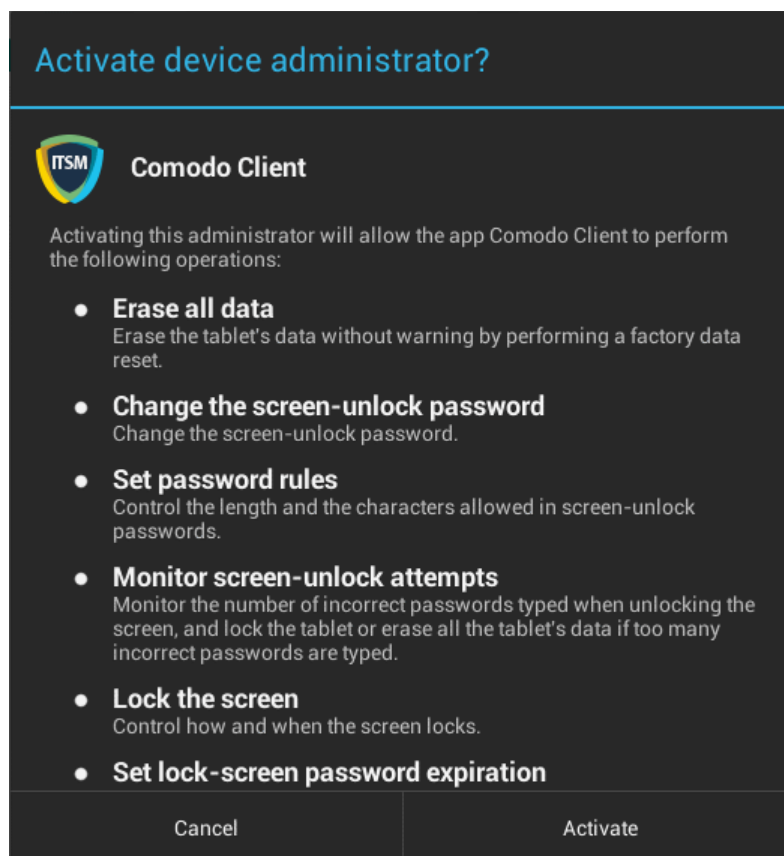 Activate device administrator?
ITSM
Comodo Client
Activating this administrator will allow the app Comodo Client to perform
the following operations:
● Erase all data
Erase the tablet's data without warning by performing a factory data
reset.
● Change the screen-unlock password
Change the screen-unlock password.
● Set password rules
Control the length and the characters allowed in screen-unlock
passwords.
● Monitor screen-unlock attempts
Monitor the number of incorrect passwords typed when unlocking the
screen, and lock the tablet or erase all the tablet's data if too many
incorrect passwords are typed.
● Lock the screen
Control how and when the screen locks.
● Set lock-screen password expiration
Cancel
Activate